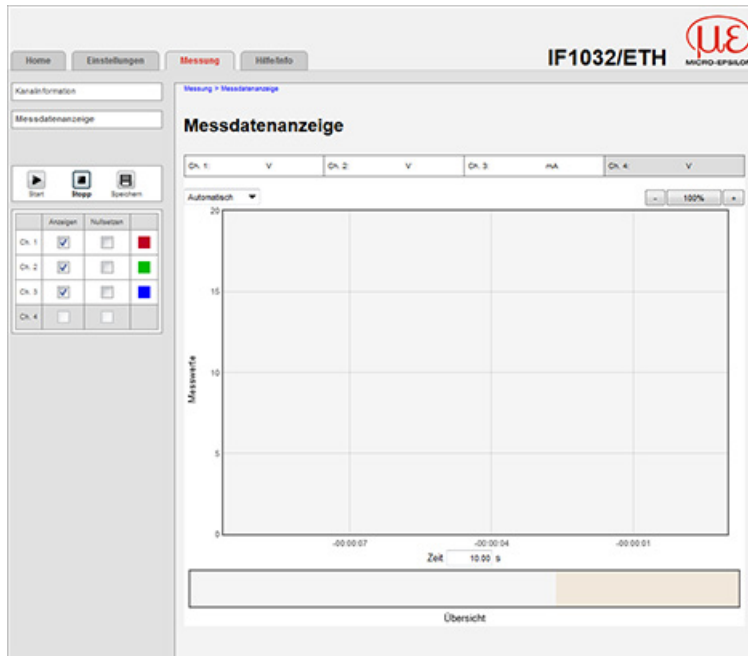 Home Einstellungen Messung Hilfe/Info
IF1032/ETH
με
MICRO-EPSILON
Kanalinformation
Messdatenanzeige
Messung > Messdatenanzeige
Messdatenanzeige
Ch. 1: V Ch. 2: V Ch. 3: mA Ch. 4: V
Start Stopp Speichern
Automatisch
- 100% +
Anzeigen Nullsetzen
Ch. 1
Ch. 2
Ch. 3
Ch. 4
Messwerte
20
15
10
5
0
-00:00:07 -00:00:04 -00:00:01
Zeit 10.00 s
Übersicht